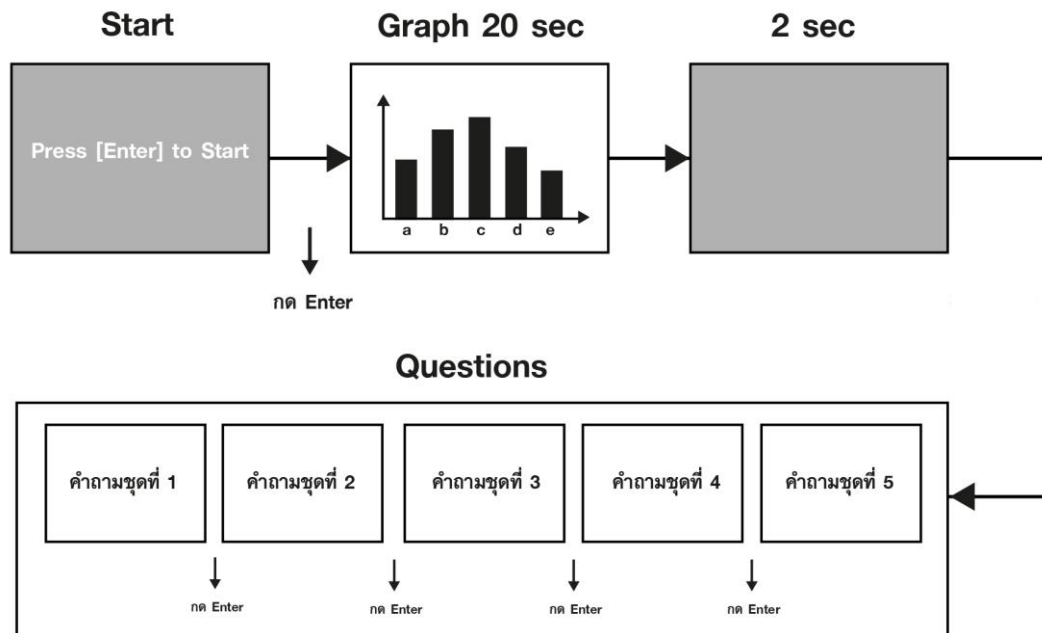 Start
Graph 20 sec
2 sec
Press [Enter] to Start
a b c d e
กด Enter
Questions
คำถามชุดที่ 1
คำถามชุดที่ 2
คำถามชุดที่ 3
คำถามชุดที่ 4
คำถามชุดที่ 5
กด Enter
กด Enter
กด Enter
กด Enter